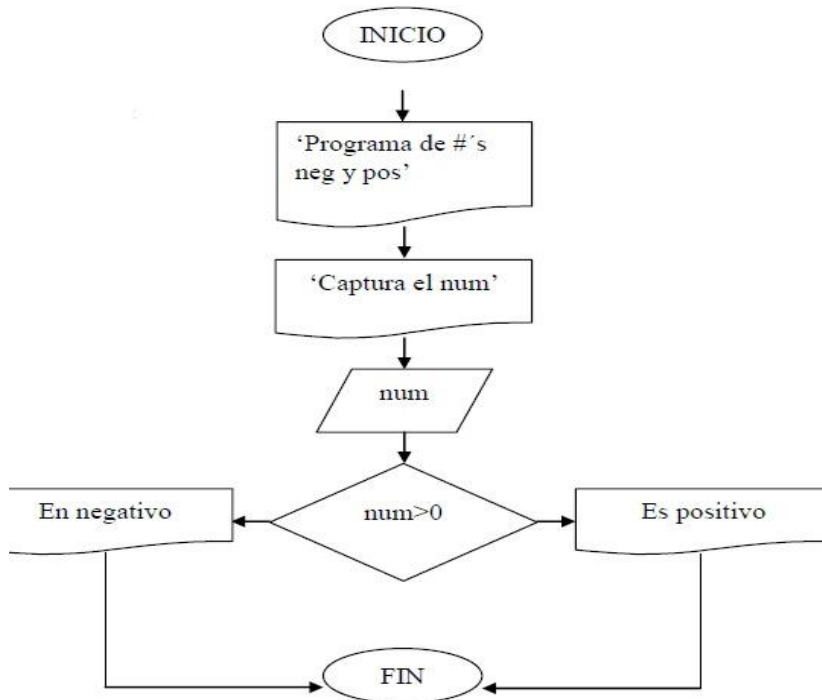 INICIO
‘Programa de #´s
neg y pos’
‘Captura el num’
num
num>0
En negativo
Es positivo
FIN